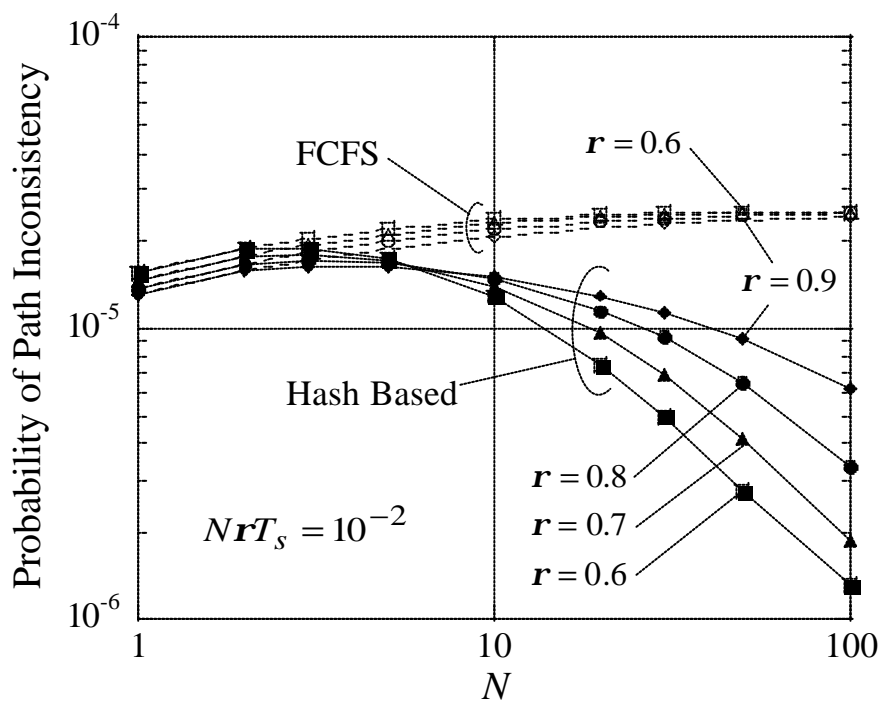 10^-4
Probability of Path Inconsistency
FCFS
r = 0.6
r = 0.9
10^-5
Hash Based
r = 0.8
NrT_s = 10^-2
r = 0.7
r = 0.6
10^-6
1
10
100
N